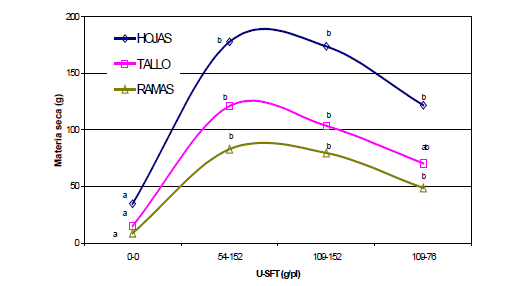 200
150
100
50
0
Materia seca (g)
HOJAS
TALLO
RAMAS
a
a
a
b
b
b
b
b
b
b
ab
b
0-0
54-152
109-152
109-76
U-SFT (g/pl)